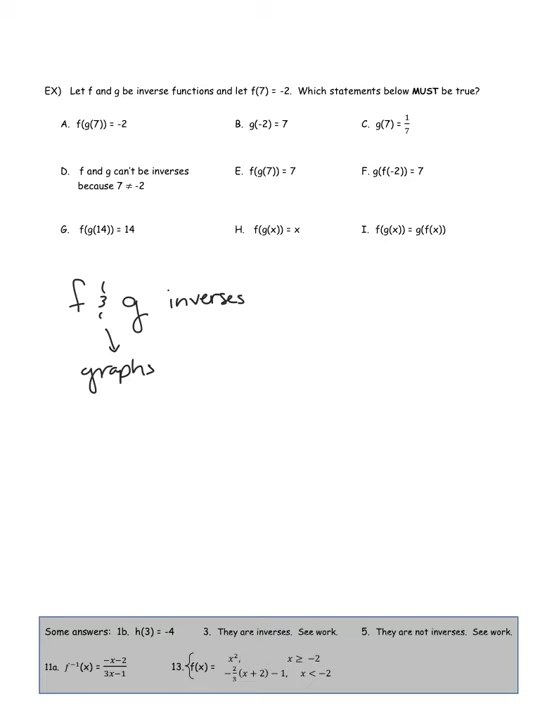 EX) Let f and g be inverse functions and let f(7) = -2. Which statements below MUST be true?
A. f(g(7)) = -2 B. g(-2) = 7 C. g(7) = 1/7
D. f and g can't be inverses because 7 ≠ -2 E. f(g(7)) = 7 F. g(f(-2)) = 7
G. f(g(14)) = 14 H. f(g(x)) = x I. f(g(x)) = g(f(x))
f & g inverses
↓
graphs
Some answers: 1b. h(3) = -4 3. They are inverses. See work. 5. They are not inverses. See work.
11a. f⁻¹(x) = (−x−2)/(3x−1) 13. f(x) = { x², x ≥ −2
−2/3(x + 2) − 1, x < −2